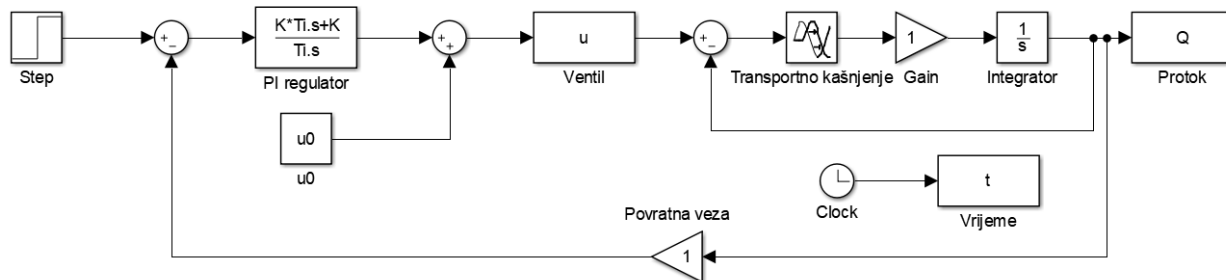 Step
+
−
K*Ti.s+K
Ti.s
PI regulator
+
+
u0
u0
u
Ventil
+
−
Transportno kašnjenje
1
Gain
1
s
Integrator
Q
Protok
Clock
t
Vrijeme
Povratna veza
1